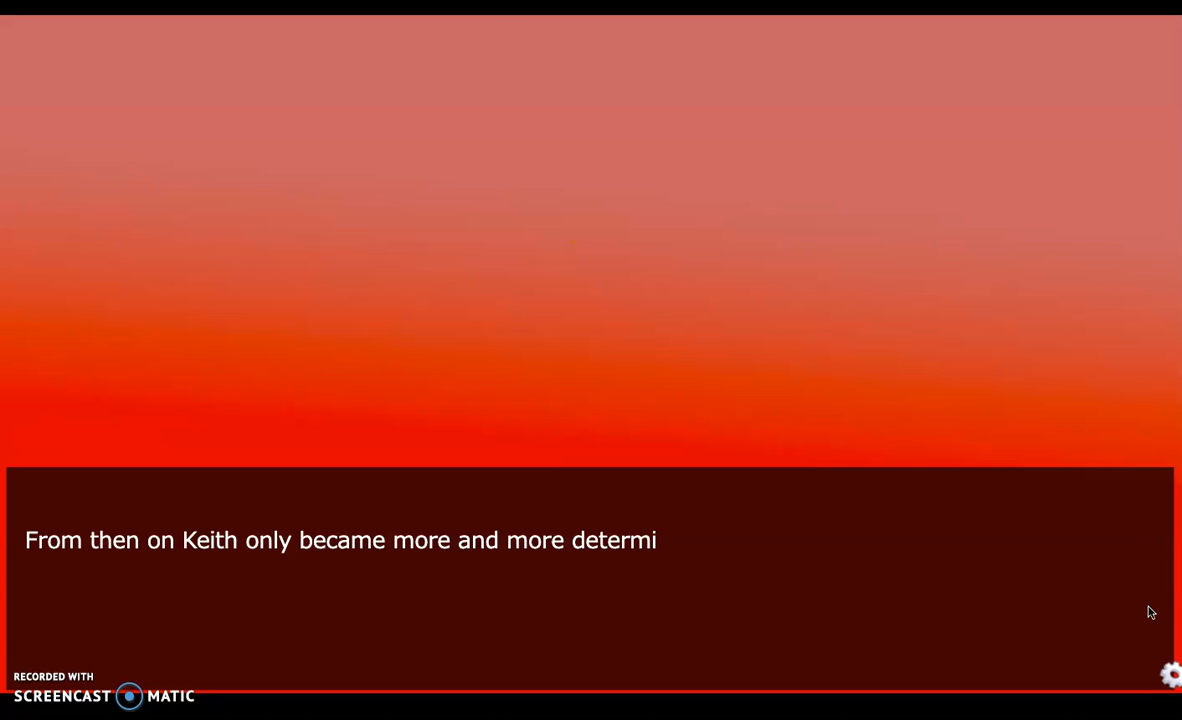 From then on Keith only became more and more determi
RECORDED WITH
SCREENCAST MATIC